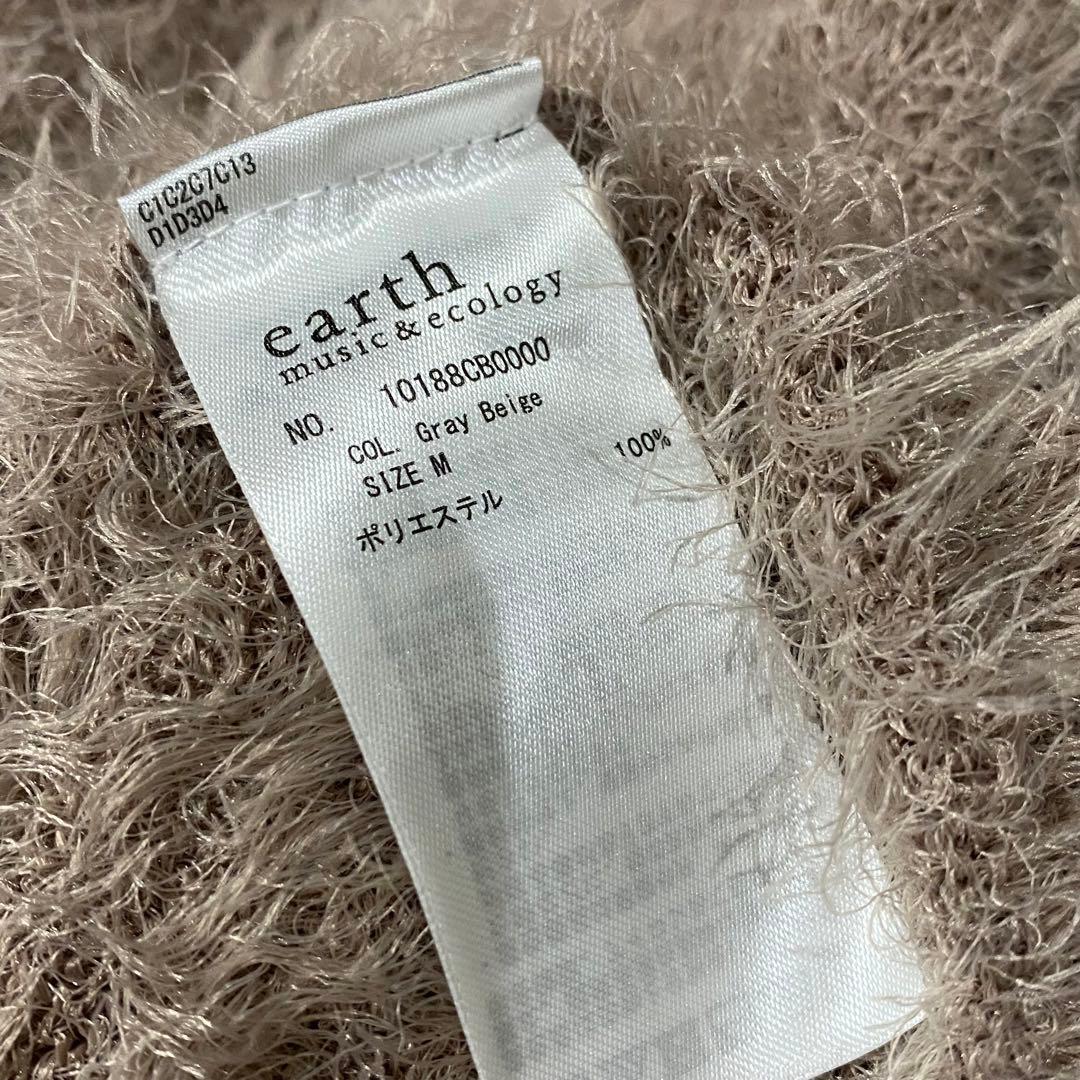 C1C2C7C13
D1D3D4
earth
music&ecology
NO. 10188CB0000
COL. Gray Beige
SIZE M
ポリエステル 100%